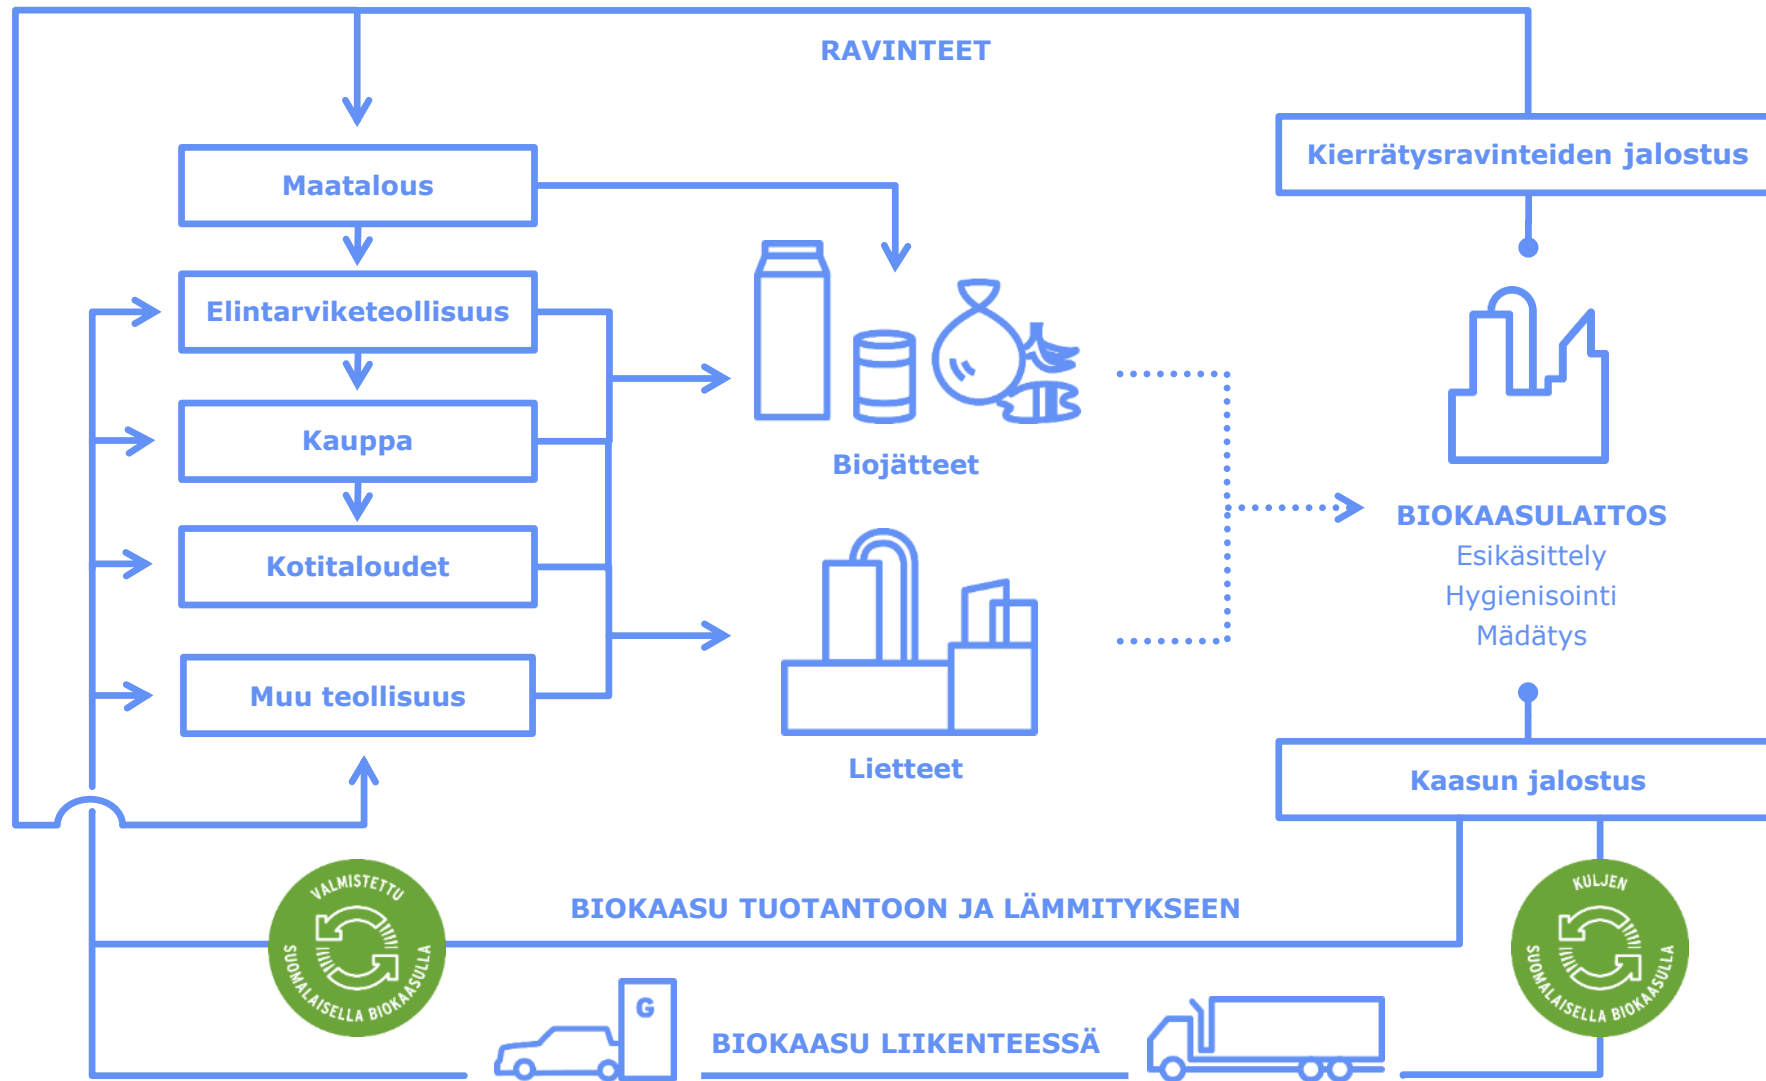 RAVINTEET
Kierrätysravinteiden jalostus
Maatalous
Elintarviketeollisuus
Kauppa
Kotitaloudet
Muu teollisuus
Biojätteet
Lietteet
BIOKAASULAITOS
Esikäsittely
Hygienisointi
Mädätys
Kaasun jalostus
VALMISTETTU
SUOMALAISELLA BIOKAASULLA
BIOKAASU TUOTANTOON JA LÄMMITYKSEEN
KULJEN
SUOMALAISELLA BIOKAASULLA
G
BIOKAASU LIIKENTEESSÄ